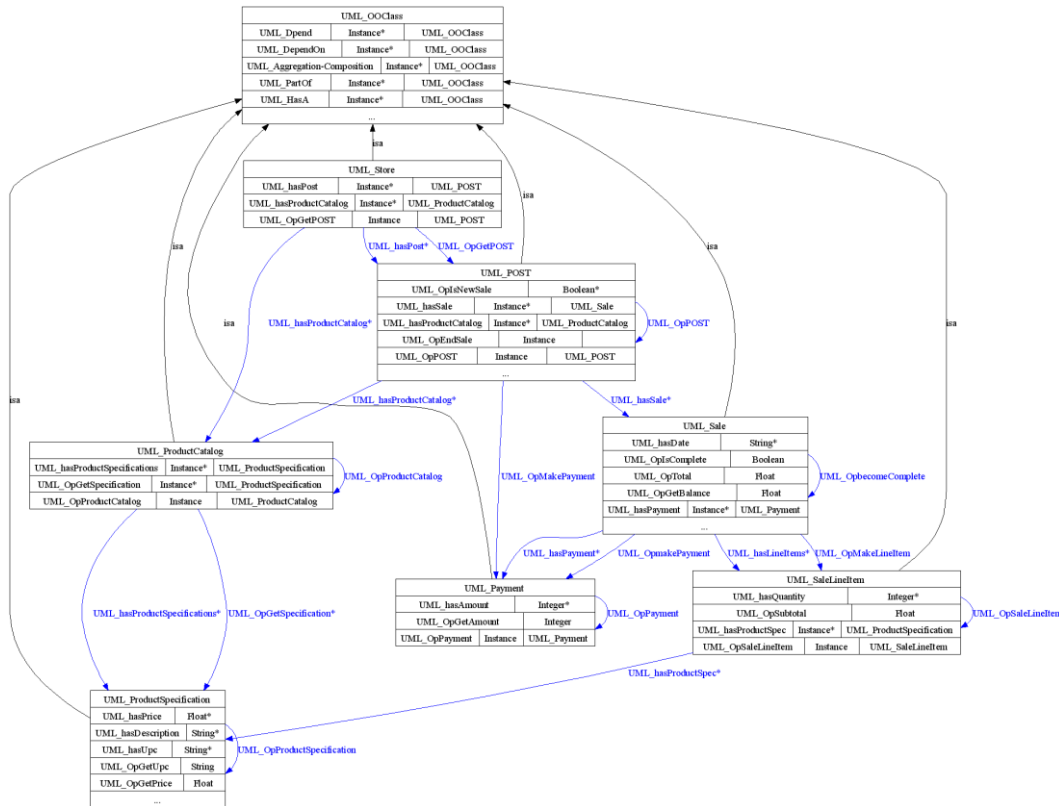 UML_OOClass
UML_Dpend Instance* UML_OOClass
UML_DependOn Instance* UML_OOClass
UML_Aggregation-Composition Instance* UML_OOClass
UML_PartOf Instance* UML_OOClass
UML_HasA Instance* UML_OOClass
...
isa
UML_Store
UML_hasPost Instance* UML_POST
UML_hasProductCatalog Instance* UML_ProductCatalog
UML_OpGetPOST Instance UML_POST
isa
UML_hasPost* UML_OpGetPOST
isa
isa
UML_POST
UML_OpIsNewSale Boolean*
UML_hasSale Instance* UML_Sale
UML_hasProductCatalog Instance* UML_ProductCatalog
UML_OpEndSale Instance
UML_OpPOST Instance UML_POST
...
UML_OpPOST
isa
UML_hasProductCatalog*
isa
isa
UML_hasProductCatalog*
UML_hasSale*
UML_Sale
UML_hasDate String*
UML_OpIsComplete Boolean
UML_OpTotal Float
UML_OpGetBalance Float
UML_hasPayment Instance* UML_Payment
...
UML_OpbecomeComplete
UML_ProductCatalog
UML_hasProductSpecifications Instance* UML_ProductSpecification
UML_OpGetSpecification Instance* UML_ProductSpecification
UML_OpProductCatalog Instance UML_ProductCatalog
UML_OpProductCatalog
UML_OpMakePayment
UML_hasPayment* UML_OpmakePayment UML_hasLineItems* UML_OpMakeLineItem
UML_Payment
UML_hasAmount Integer*
UML_OpGetAmount Integer
UML_OpPayment Instance UML_Payment
UML_OpPayment
UML_SaleLineItem
UML_hasQuantity Integer*
UML_OpSubtotal Float
UML_hasProductSpec Instance* UML_ProductSpecification
UML_OpSaleLineItem Instance UML_SaleLineItem
UML_OpSaleLineItem
UML_hasProductSpecifications* UML_OpGetSpecification*
UML_hasProductSpec*
UML_ProductSpecification
UML_hasPrice Float*
UML_hasDescription String*
UML_hasUpc String*
UML_OpGetUpc String
UML_OpGetPrice Float
...
UML_OpProductSpecification